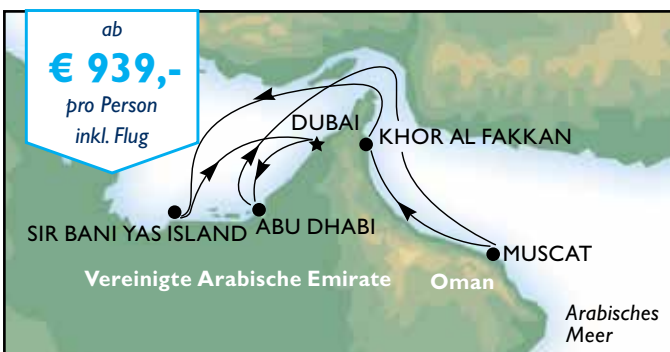 ab
€ 939,-
pro Person
inkl. Flug
DUBAI
KHOR AL FAKKAN
SIR BANI YAS ISLAND
ABU DHABI
MUSCAT
Vereinigte Arabische Emirate
Oman
Arabisches
Meer